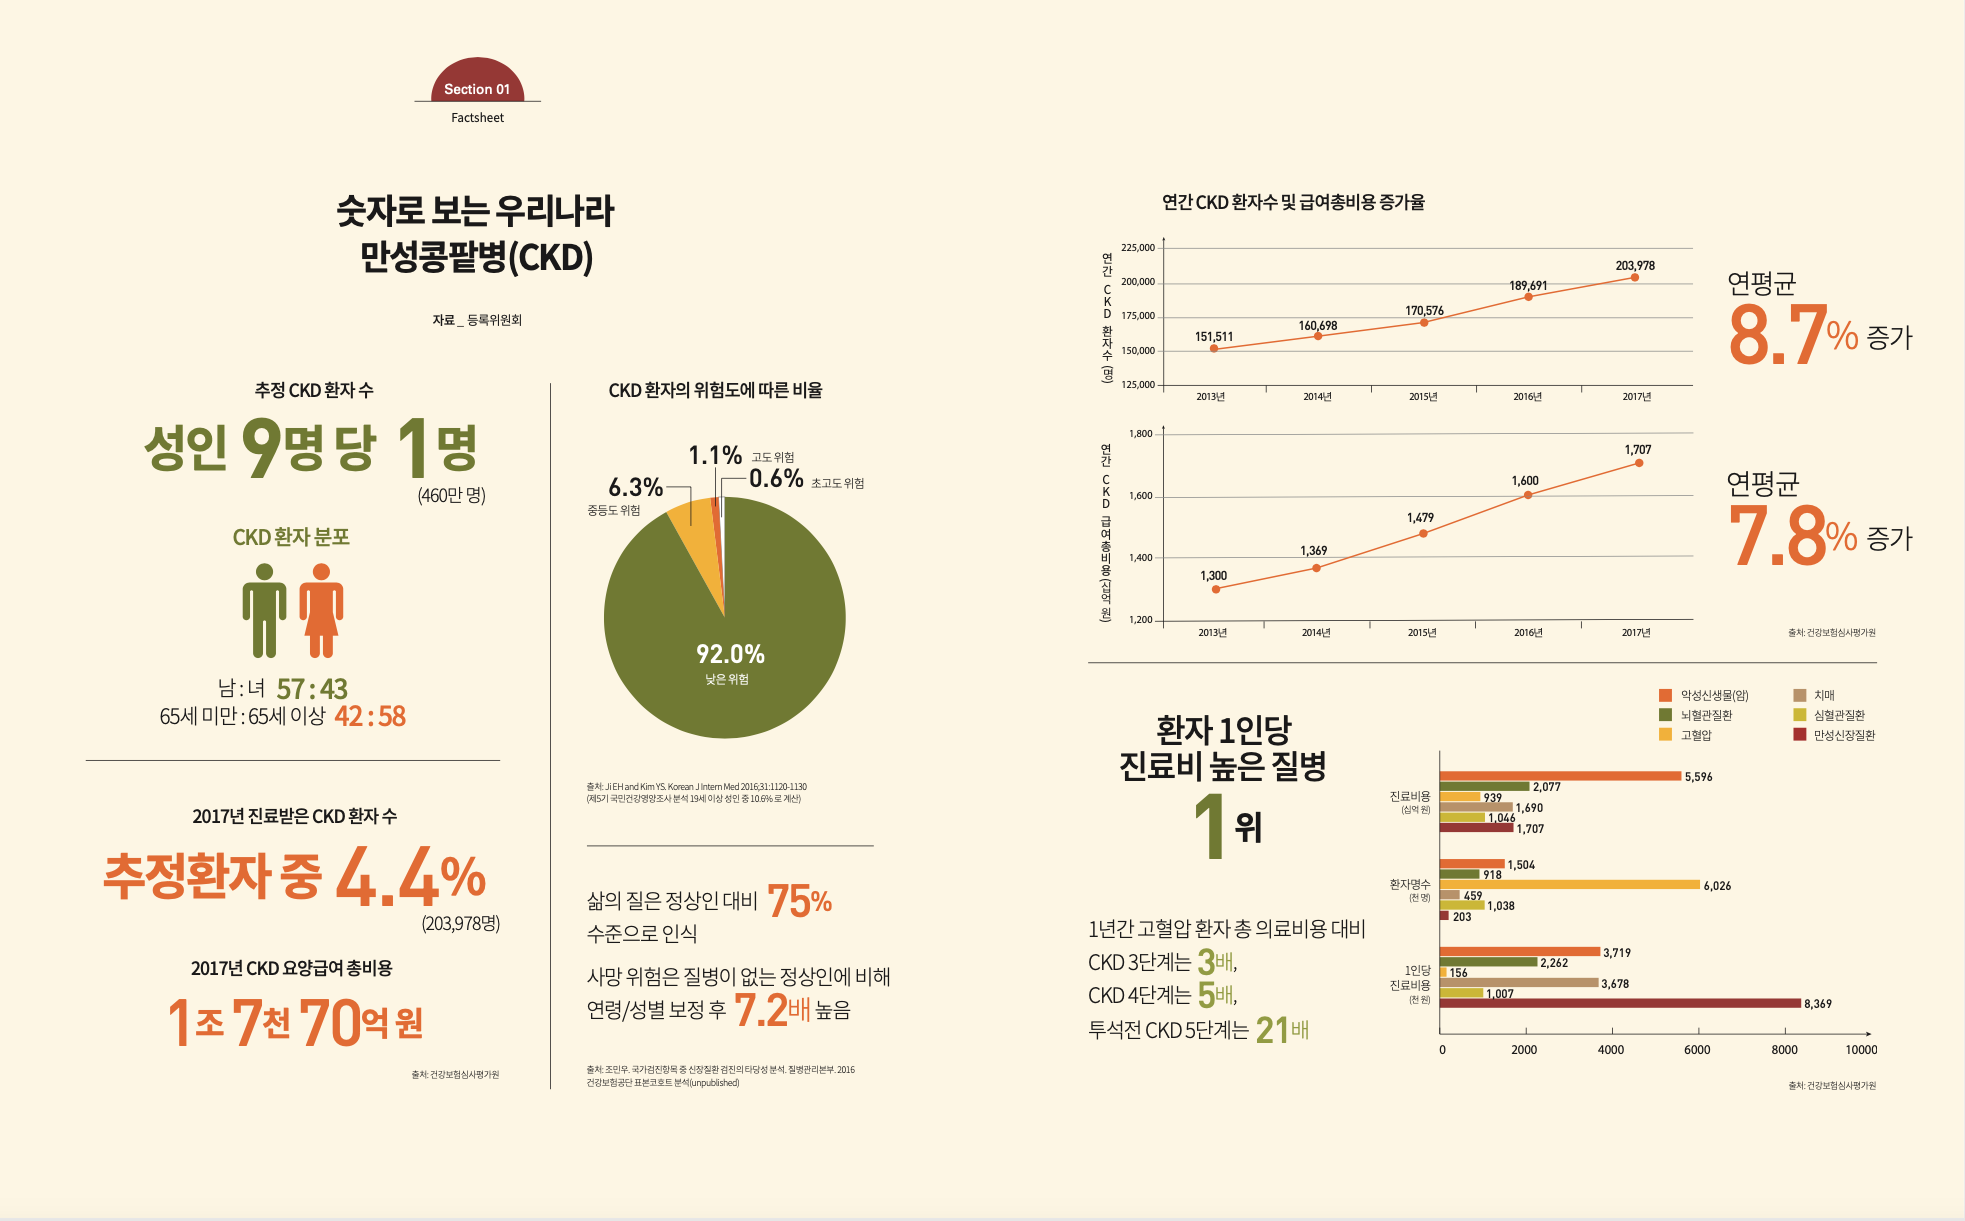 Section 01
Factsheet
숫자로 보는 우리나라
만성콩팥병(CKD)
자료 _ 등록위원회
추정 CKD 환자 수
성인 9명 당 1명
(460만 명)
CKD 환자 분포
남 : 녀 57 : 43
65세 미만 : 65세 이상 42 : 58
2017년 진료받은 CKD 환자 수
추정환자 중 4.4%
(203,978명)
2017년 CKD 요양급여 총비용
1조 7천 70억 원
출처: 건강보험심사평가원
CKD 환자의 위험도에 따른 비율
1.1% 고도 위험
0.6% 초고도 위험
6.3%
중등도 위험
92.0%
낮은 위험
출처: Ji EH and Kim YS. Korean J Intern Med 2016;31:1120-1130
(제5기 국민건강영양조사 분석 19세 이상 성인 중 10.6% 로 계산)
삶의 질은 정상인 대비 75%
수준으로 인식
사망 위험은 질병이 없는 정상인에 비해
연령/성별 보정 후 7.2배 높음
출처: 조민우. 국가검진항목 중 신장질환 검진의 타당성 분석. 질병관리본부. 2016
건강보험공단 표본코호트 분석(unpublished)
연간 CKD 환자수 및 급여총비용 증가율
연간 CKD 환자수 (명)
225,000
200,000
175,000
150,000
125,000
151,511
160,698
170,576
189,691
203,978
2013년
2014년
2015년
2016년
2017년
연평균
8.7% 증가
연간 CKD 급여총비용(십억 원)
1,800
1,600
1,400
1,200
1,300
1,369
1,479
1,600
1,707
2013년
2014년
2015년
2016년
2017년
연평균
7.8% 증가
출처: 건강보험심사평가원
환자 1인당
진료비 높은 질병
1위
1년간 고혈압 환자 총 의료비용 대비
CKD 3단계는 3배,
CKD 4단계는 5배,
투석전 CKD 5단계는 21배
악성신생물(암)
뇌혈관질환
고혈압
치매
심혈관질환
만성신장질환
진료비용
(십억 원)
5,596
2,077
939
1,690
1,046
1,707
환자명수
(천 명)
1,504
918
6,026
459
1,038
203
1인당
진료비용
(천 원)
3,719
2,262
156
3,678
1,007
8,369
0
2000
4000
6000
8000
10000
출처: 건강보험심사평가원